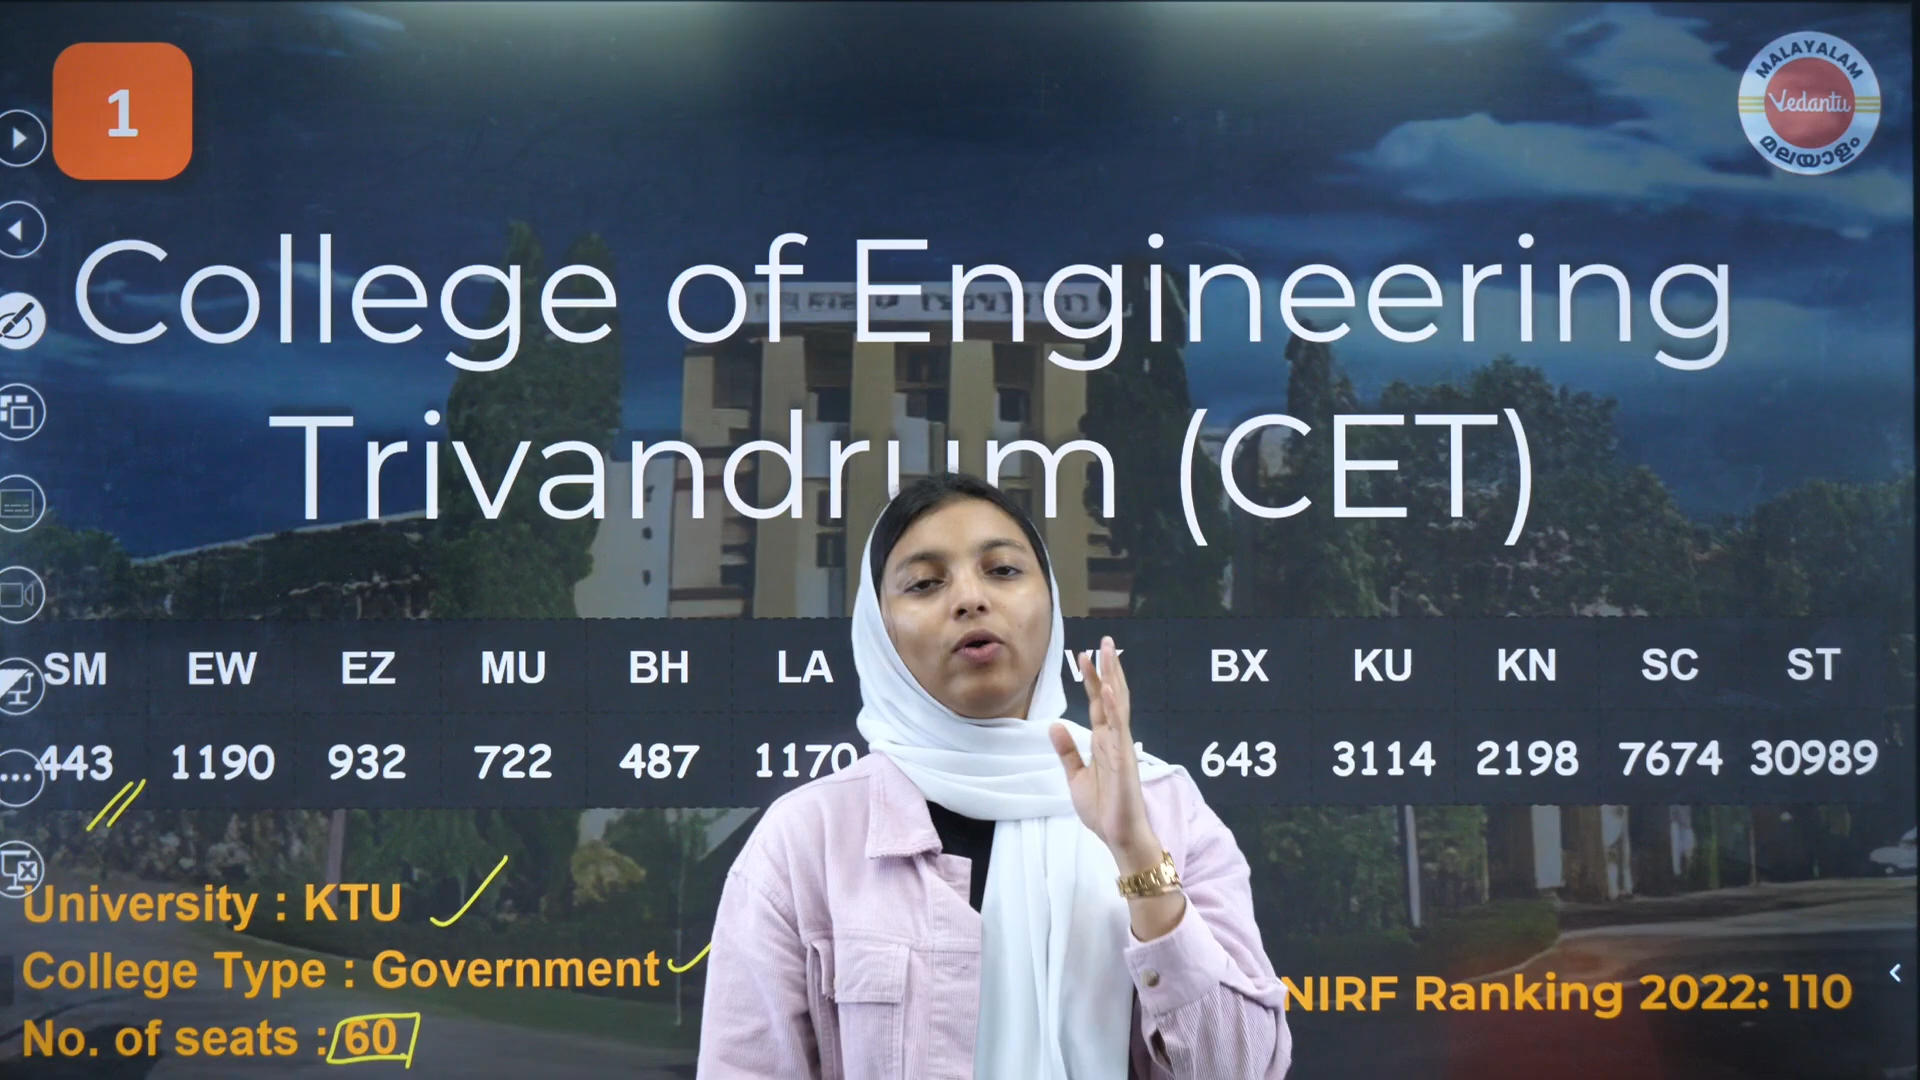 1
MALAYALAM
Vedantu
മലയാളം
College of Engineering
Trivandrum (CET)
SM EW EZ MU BH LA BX KU KN SC ST
443 1190 932 722 487 1170 643 3114 2198 7674 30989
University : KTU
College Type : Government
No. of seats : 60
NIRF Ranking 2022: 110